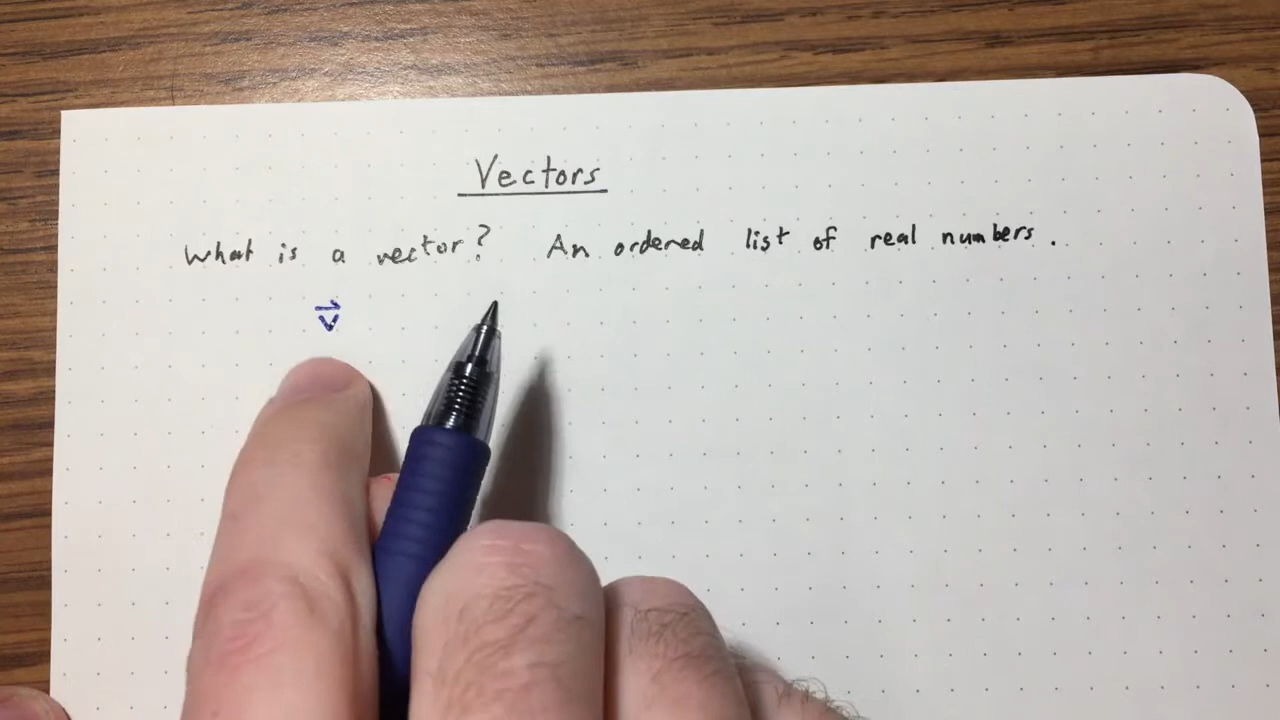 Vectors
What is a vector? An ordered list of real numbers.
v⃗